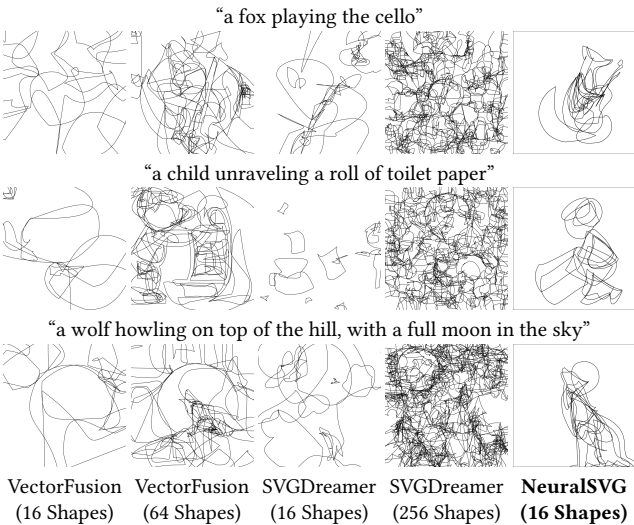 “a fox playing the cello”
“a child unraveling a roll of toilet paper”
“a wolf howling on top of the hill, with a full moon in the sky”
VectorFusion VectorFusion SVGDreamer SVGDreamer NeuralSVG
(16 Shapes) (64 Shapes) (16 Shapes) (256 Shapes) (16 Shapes)